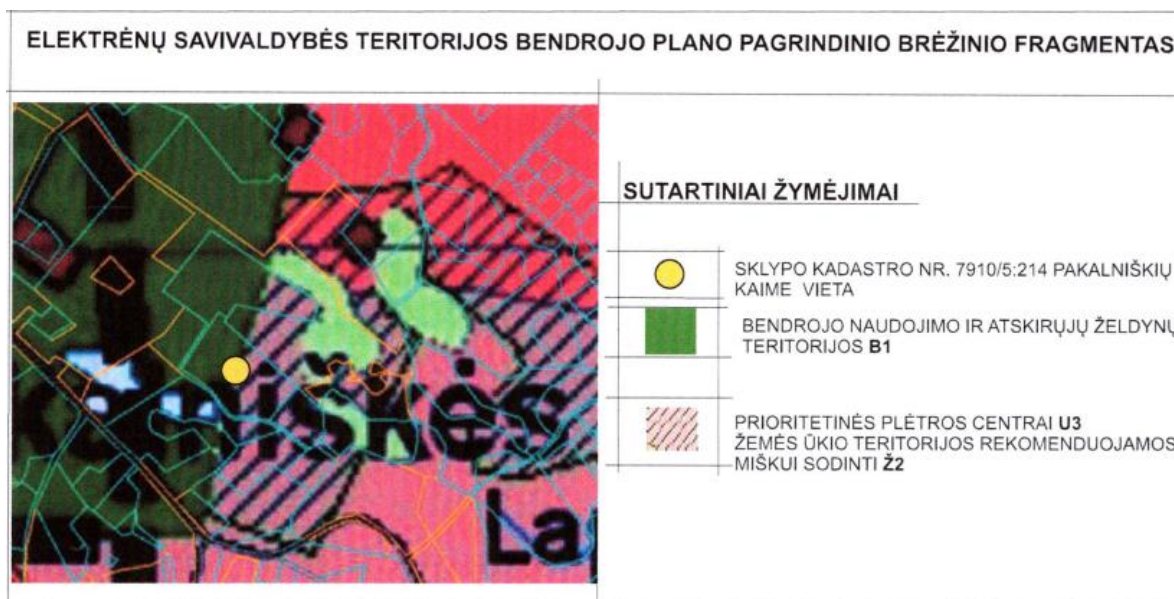 ELEKTRĖNŲ SAVIVALDYBĖS TERITORIJOS BENDROJO PLANO PAGRINDINIO BRĖŽINIO FRAGMENTAS
SUTARTINIAI ŽYMĖJIMAI
SKLYPO KADASTRO NR. 7910/5:214 PAKALNIŠKIŲ
KAIME VIETA
BENDROJO NAUDOJIMO IR ATSKIRŲJŲ ŽELDYNŲ
TERITORIJOS B1
PRIORITETINĖS PLĖTROS CENTRAI U3
ŽEMĖS ŪKIO TERITORIJOS REKOMENDUOJAMOS
MIŠKUI SODINTI Ž2
La